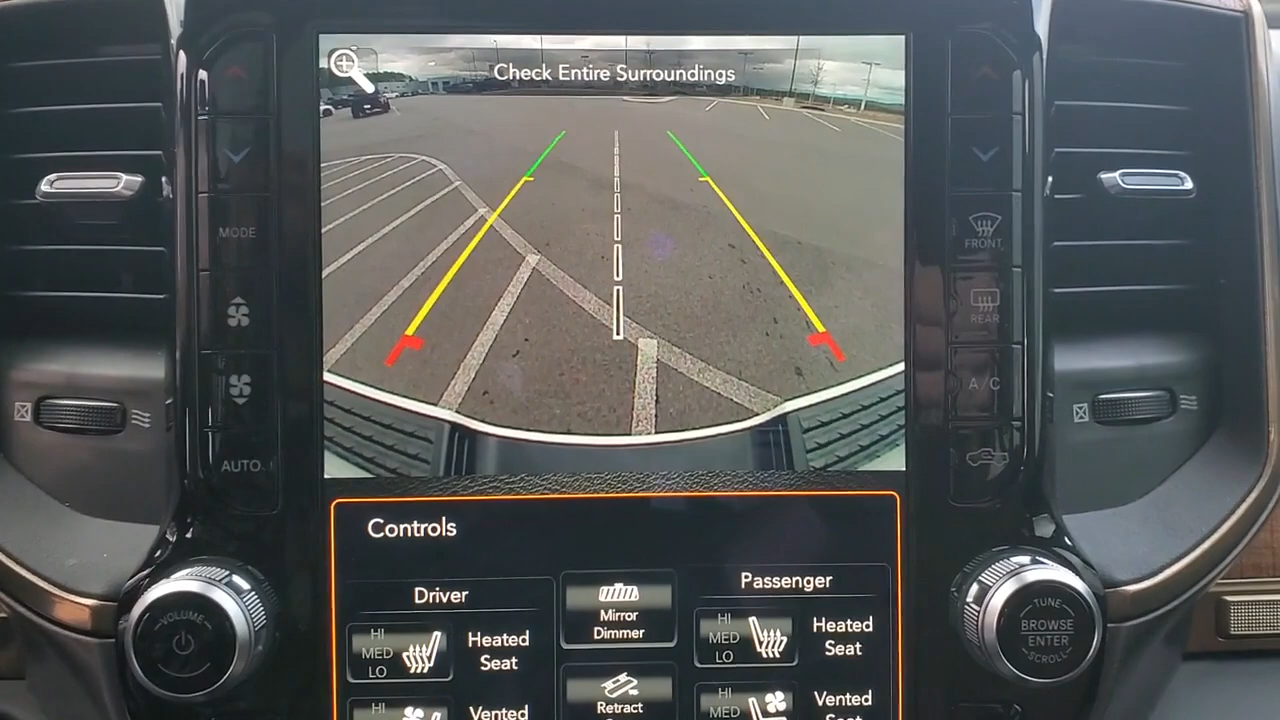 Check Entire Surroundings
MODE
FRONT
REAR
A/C
AUTO
Controls
Driver
Passenger
Mirror
Dimmer
HI
MED
LO
Heated
Seat
HI
MED
LO
Heated
Seat
Retract
HI
Vented
HI
MED
Vented
VOLUME
TUNE
BROWSE
ENTER
SCROLL